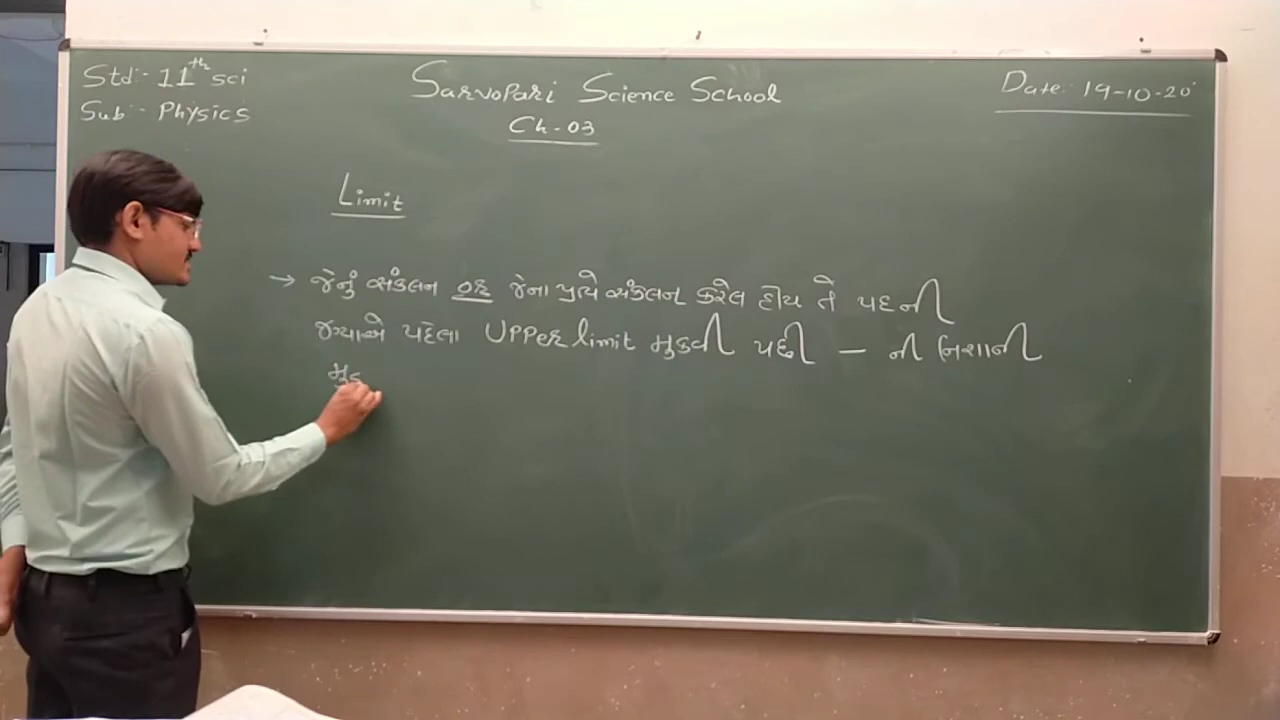 Std:- 11th sci
Sub:- Physics
Sarvopari Science School
Ch-03
Date:- 19-10-20
Limit
→ જેનું સંકલન જેના પ્રત્યે સંકલન કરેલ હોય તે પદની
જગ્યાએ પહેલા Upper limit મુકવી પછી — ની નિશાની